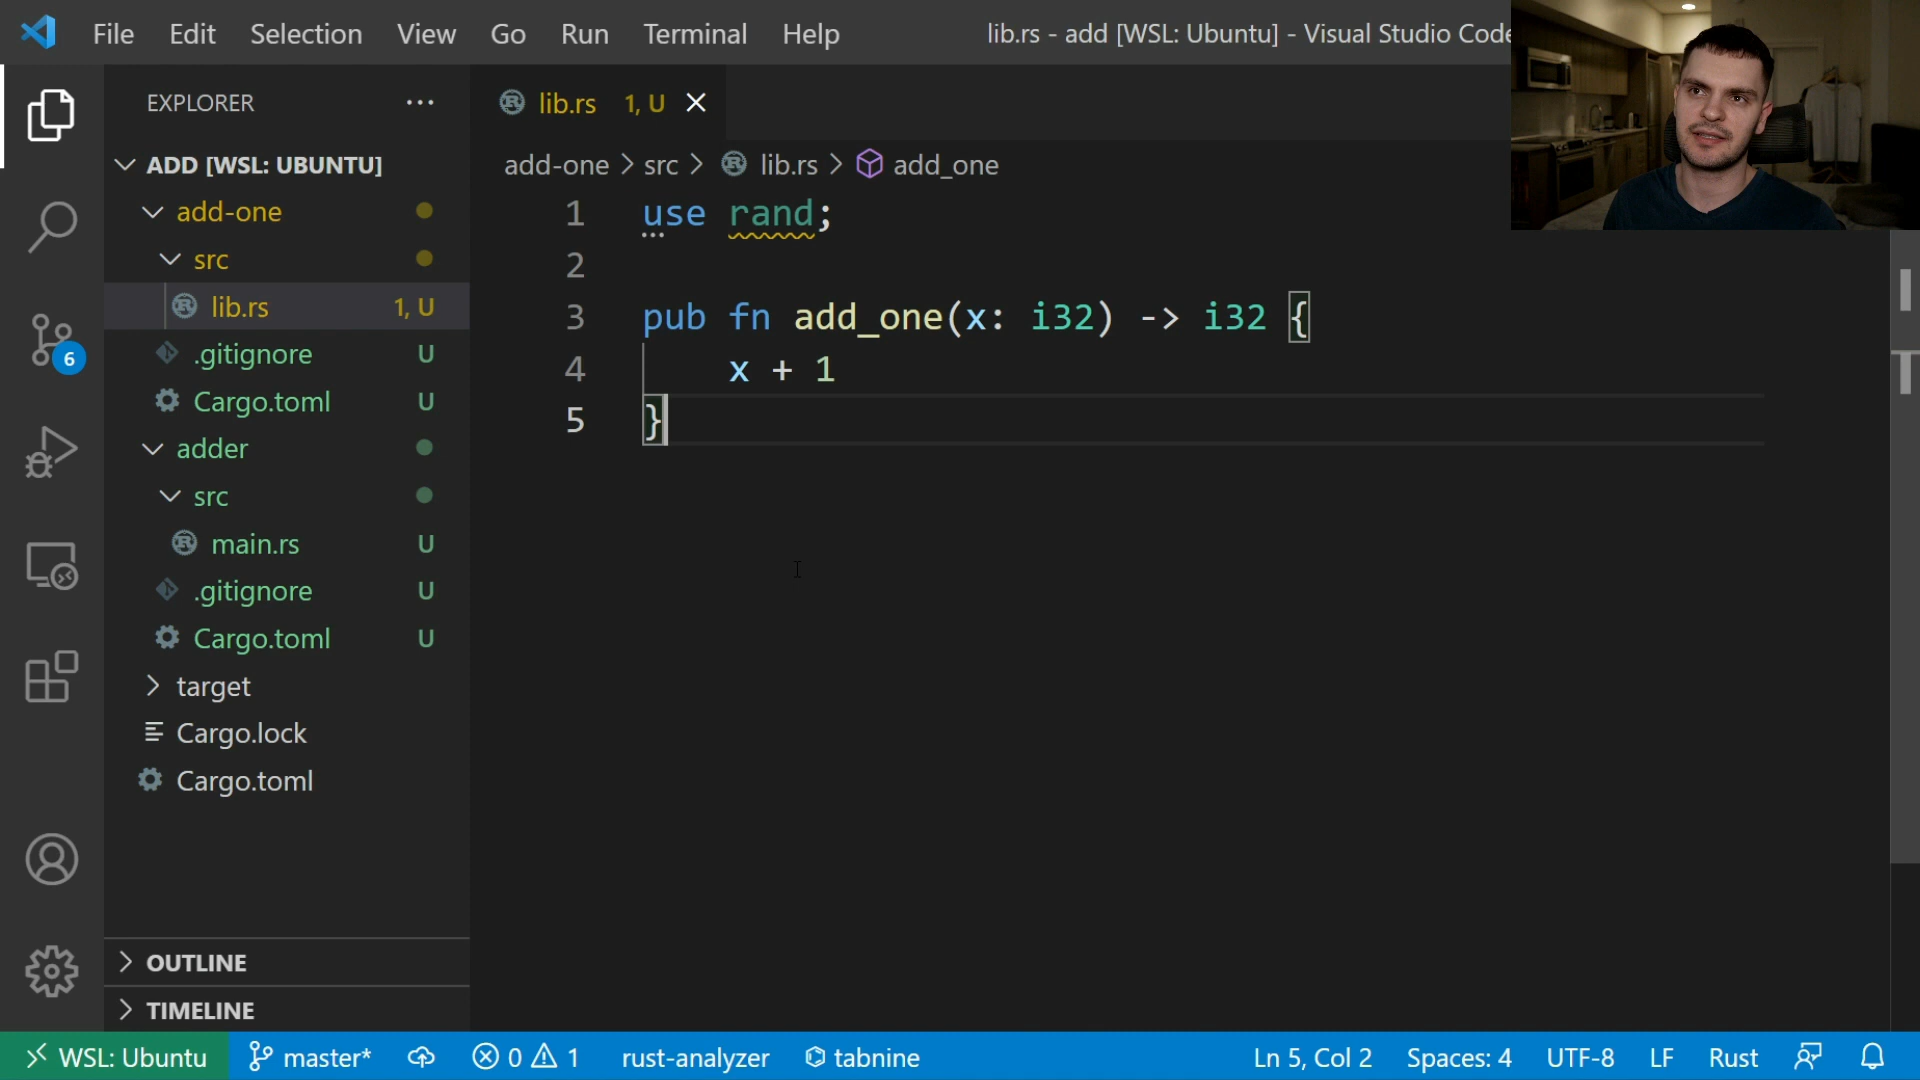 File Edit Selection View Go Run Terminal Help lib.rs - add [WSL: Ubuntu] - Visual Studio Code
EXPLORER ...
ADD [WSL: UBUNTU]
add-one
src
lib.rs 1, U
.gitignore U
Cargo.toml U
adder
src
main.rs U
.gitignore U
Cargo.toml U
target
Cargo.lock
Cargo.toml
OUTLINE
TIMELINE
6
lib.rs 1, U
add-one > src > lib.rs > add_one
1 use rand;
2
3 pub fn add_one(x: i32) -> i32 {
4 x + 1
5 }
WSL: Ubuntu master* 0 1 rust-analyzer tabnine Ln 5, Col 2 Spaces: 4 UTF-8 LF Rust